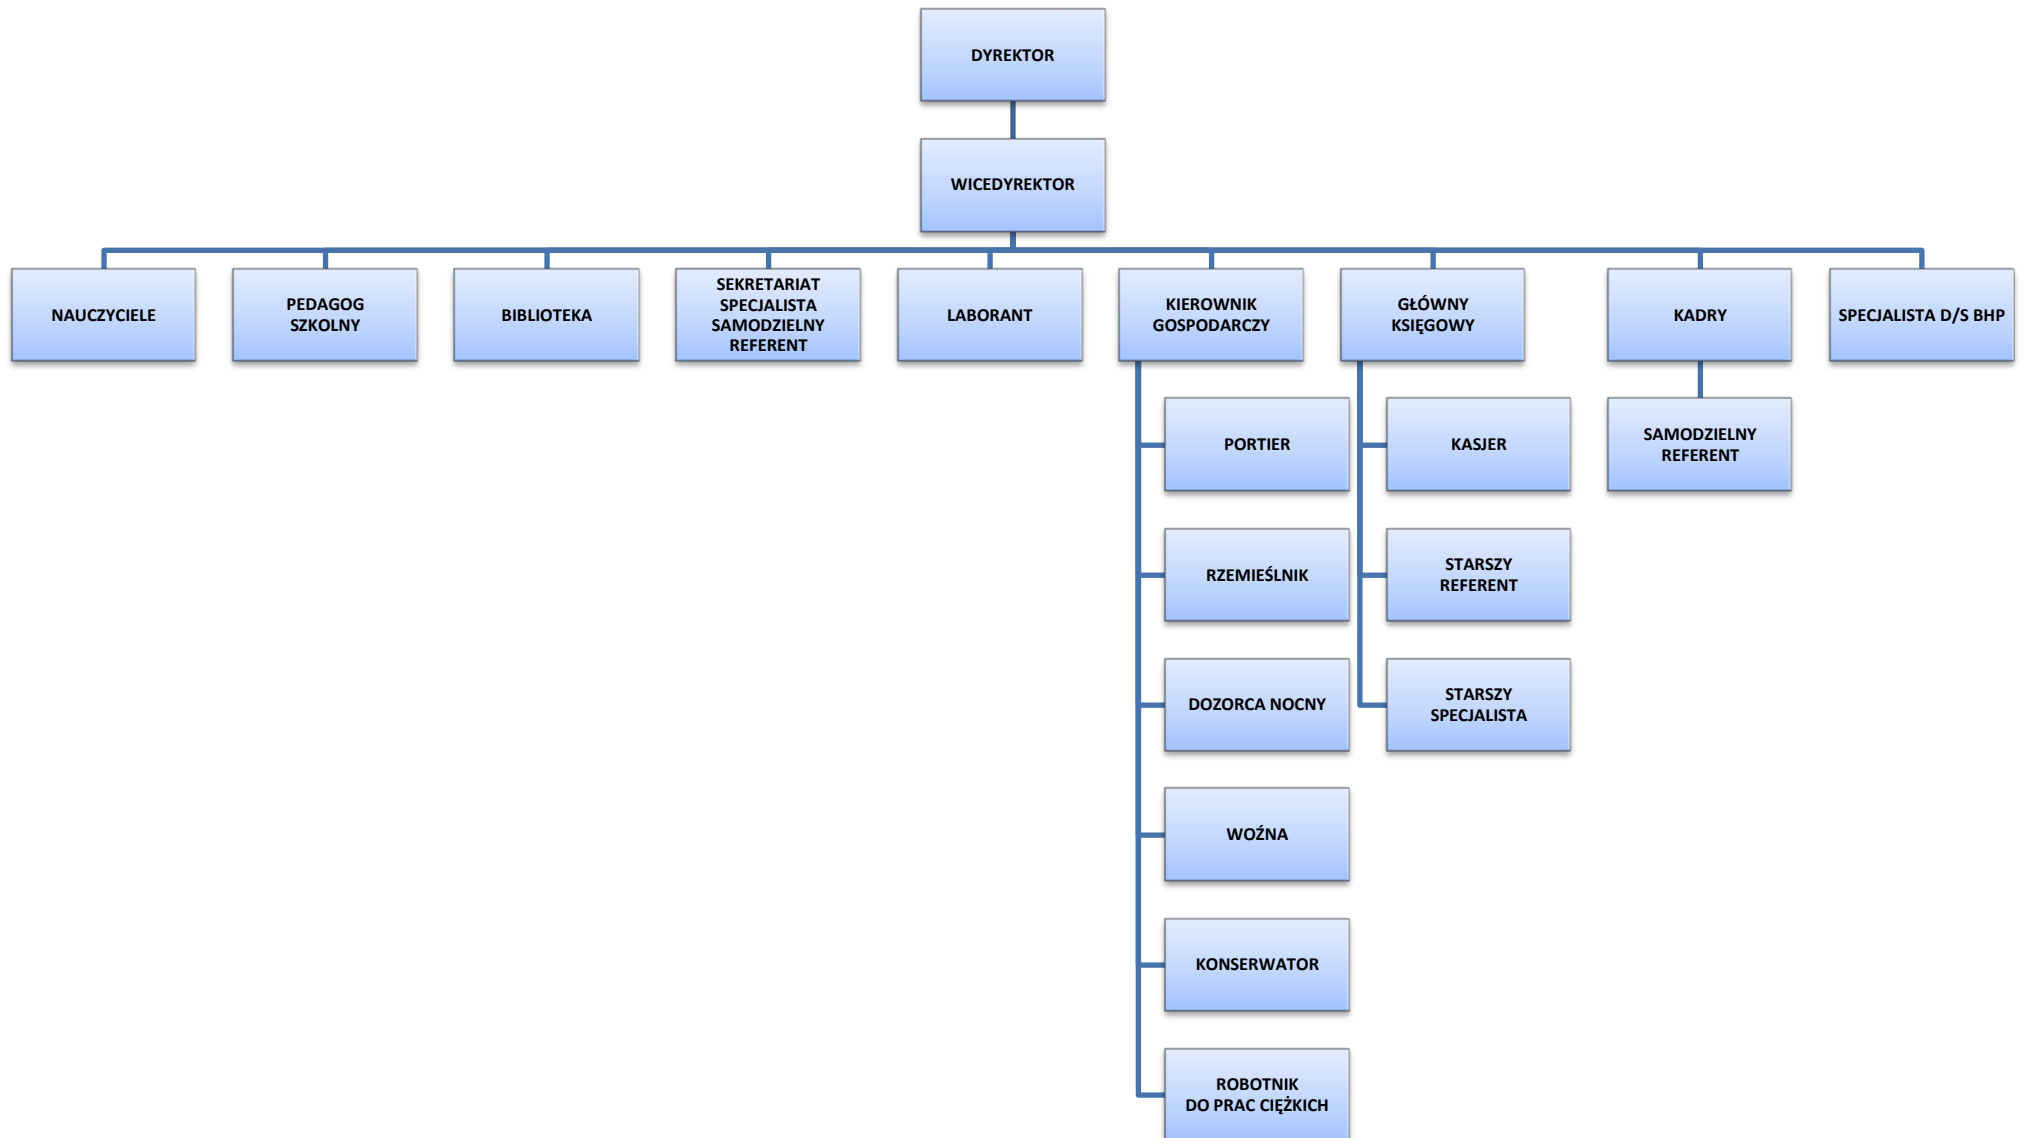 DYREKTOR
WICEDYREKTOR
NAUCZYCIELE
PEDAGOG
SZKOLNY
BIBLIOTEKA
SEKRETARIAT
SPECJALISTA
SAMODZIELNY
REFERENT
LABORANT
KIEROWNIK
GOSPODARCZY
GŁÓWNY
KSIĘGOWY
KADRY
SPECJALISTA D/S BHP
PORTIER
KASJER
SAMODZIELNY
REFERENT
RZEMIEŚLNIK
STARSZY
REFERENT
DOZORCA NOCNY
STARSZY
SPECJALISTA
WOŹNA
KONSERWATOR
ROBOTNIK
DO PRAC CIĘŻKICH